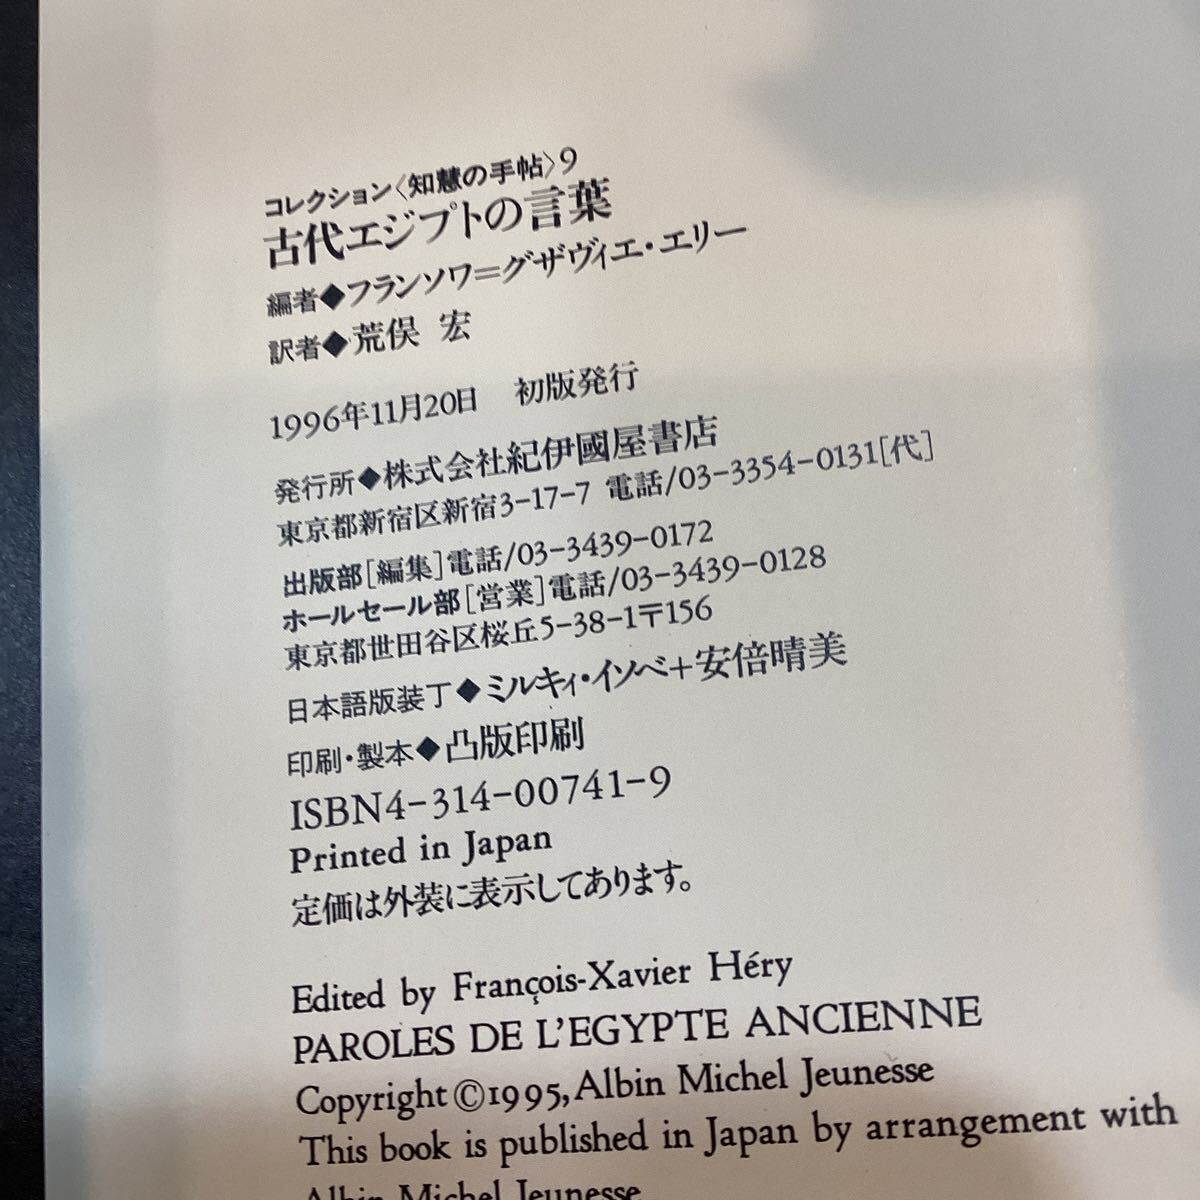 コレクション〈知慧の手帖〉9
古代エジプトの言葉
編者◆フランソワ=グザヴィエ・エリー
訳者◆荒俣 宏
1996年11月20日 初版発行
発行所◆株式会社紀伊國屋書店
東京都新宿区新宿3-17-7 電話/03-3354-0131[代]
出版部[編集]電話/03-3439-0172
ホールセール部[営業]電話/03-3439-0128
東京都世田谷区桜丘5-38-1〒156
日本語版装丁◆ミルキィ・イソベ+安倍晴美
印刷・製本◆凸版印刷
ISBN4-314-00741-9
Printed in Japan
定価は外装に表示してあります。
Edited by François-Xavier Héry
PAROLES DE L'EGYPTE ANCIENNE
Copyright ©1995, Albin Michel Jeunesse
This book is published in Japan by arrangement with
Albin Michel Jeunesse